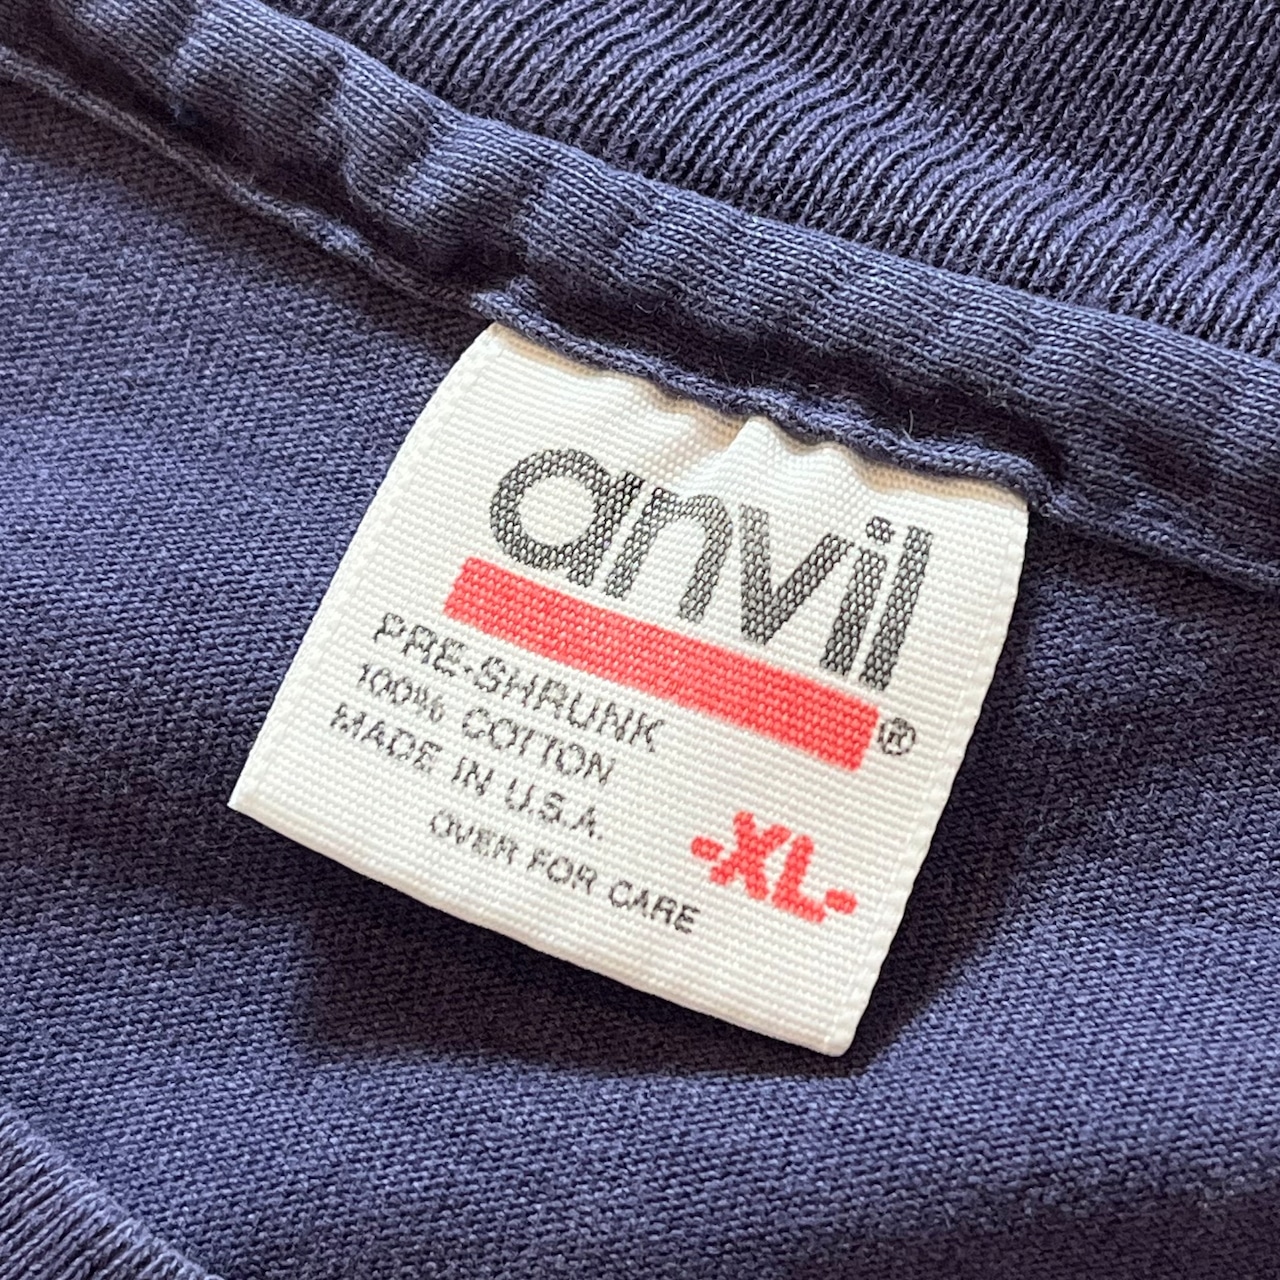 anvil®
PRE-SHRUNK
100% COTTON
MADE IN U.S.A.
-XL-
OVER FOR CARE